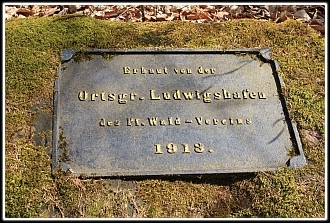 Erbaut von der
Ortsgr. Ludwigshafen
des Pf. Wald-Vereins
1913.